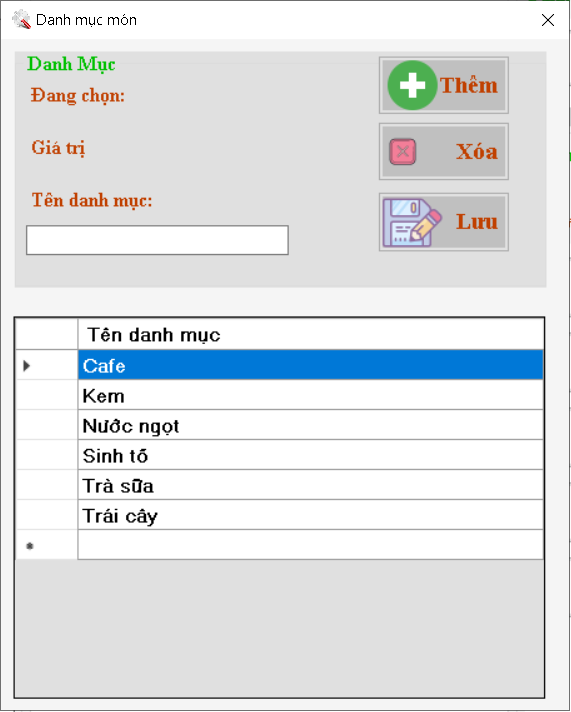 Danh mục món
Danh Mục
Đang chọn:
Thêm
Giá trị
Xóa
Tên danh mục:
Lưu
Tên danh mục
Cafe
Kem
Nước ngọt
Sinh tố
Trà sữa
Trái cây